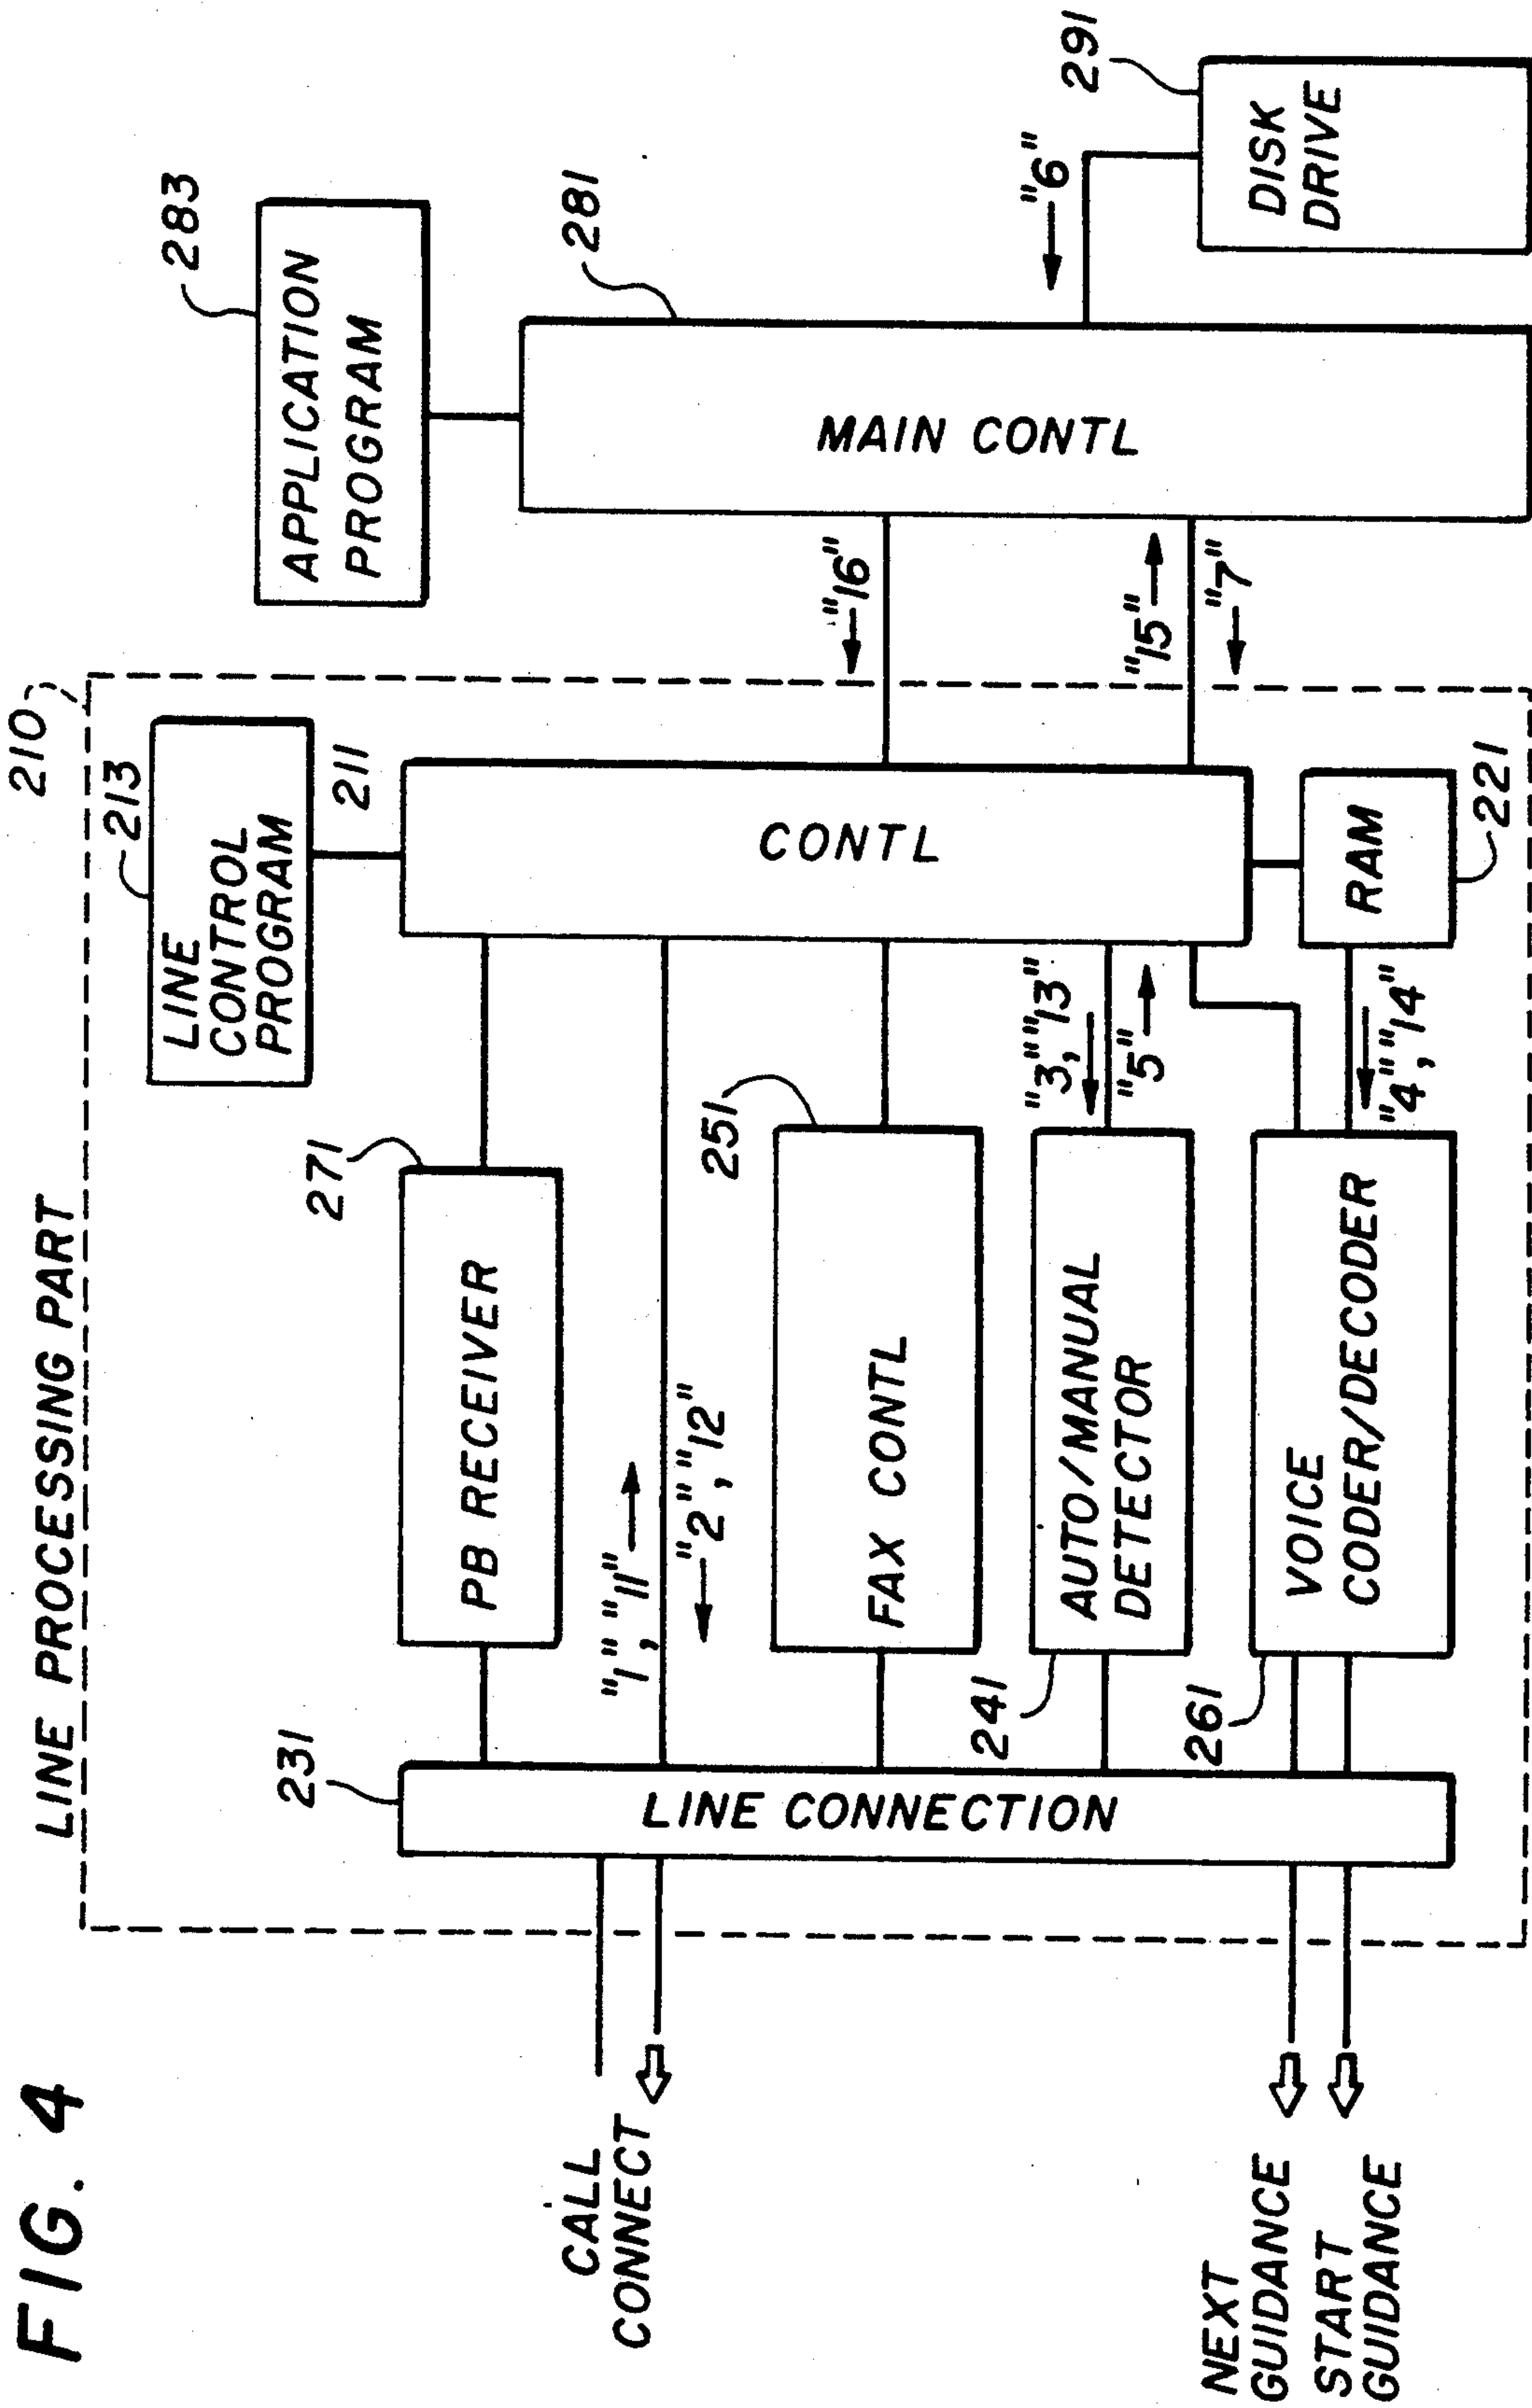 FIG. 4
LINE PROCESSING PART
210
213
LINE
CONTROL
PROGRAM
211
283
APPLICATION
PROGRAM
281
271
PB RECEIVER
231
"1", "11"
"2", "12"
CALL
CONNECT
LINE CONNECTION
251
FAX CONTL
CONTL
"16"
MAIN CONTL
"6"
291
DISK
DRIVE
241
AUTO/MANUAL
DETECTOR
"3", "13"
"5"
"15"
"7"
261
VOICE
CODER/DECODER
"4", "14"
RAM
221
NEXT
GUIDANCE
START
GUIDANCE